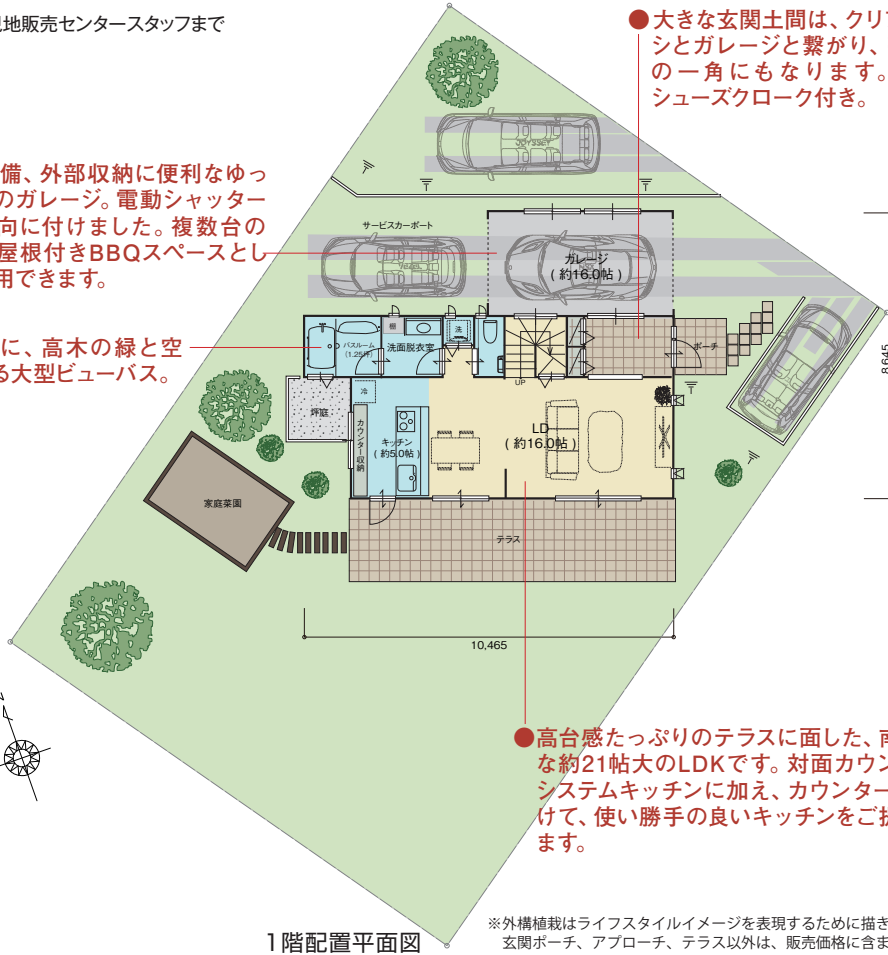 地販売センタースタッフまで
●大きな玄関土間は、クリ
シとガレージと繋がり、
の一角にもなります。
シューズクローク付き。
備、外部収納に便利なゆっ
のガレージ。電動シャッター
向に付けました。複数台の
屋根付きBBQスペースとし
用できます。
に、高木の緑と空
る大型ビューバス。
サービスカーポート
ガレージ
(約16.0帖)
棚
洗
バスルーム
(1.25坪)
洗面脱衣室
UP
ポーチ
8,645
坪庭
冷
カウンター収納
キッチン
(約5.0帖)
LD
(約16.0帖)
家庭菜園
テラス
10,465
N
●高台感たっぷりのテラスに面した、南
な約21帖大のLDKです。対面カウン
システムキッチンに加え、カウンター
けて、使い勝手の良いキッチンをご提
ます。
1階配置平面図
※外構植栽はライフスタイルイメージを表現するために描き
玄関ポーチ、アプローチ、テラス以外は、販売価格に含ま